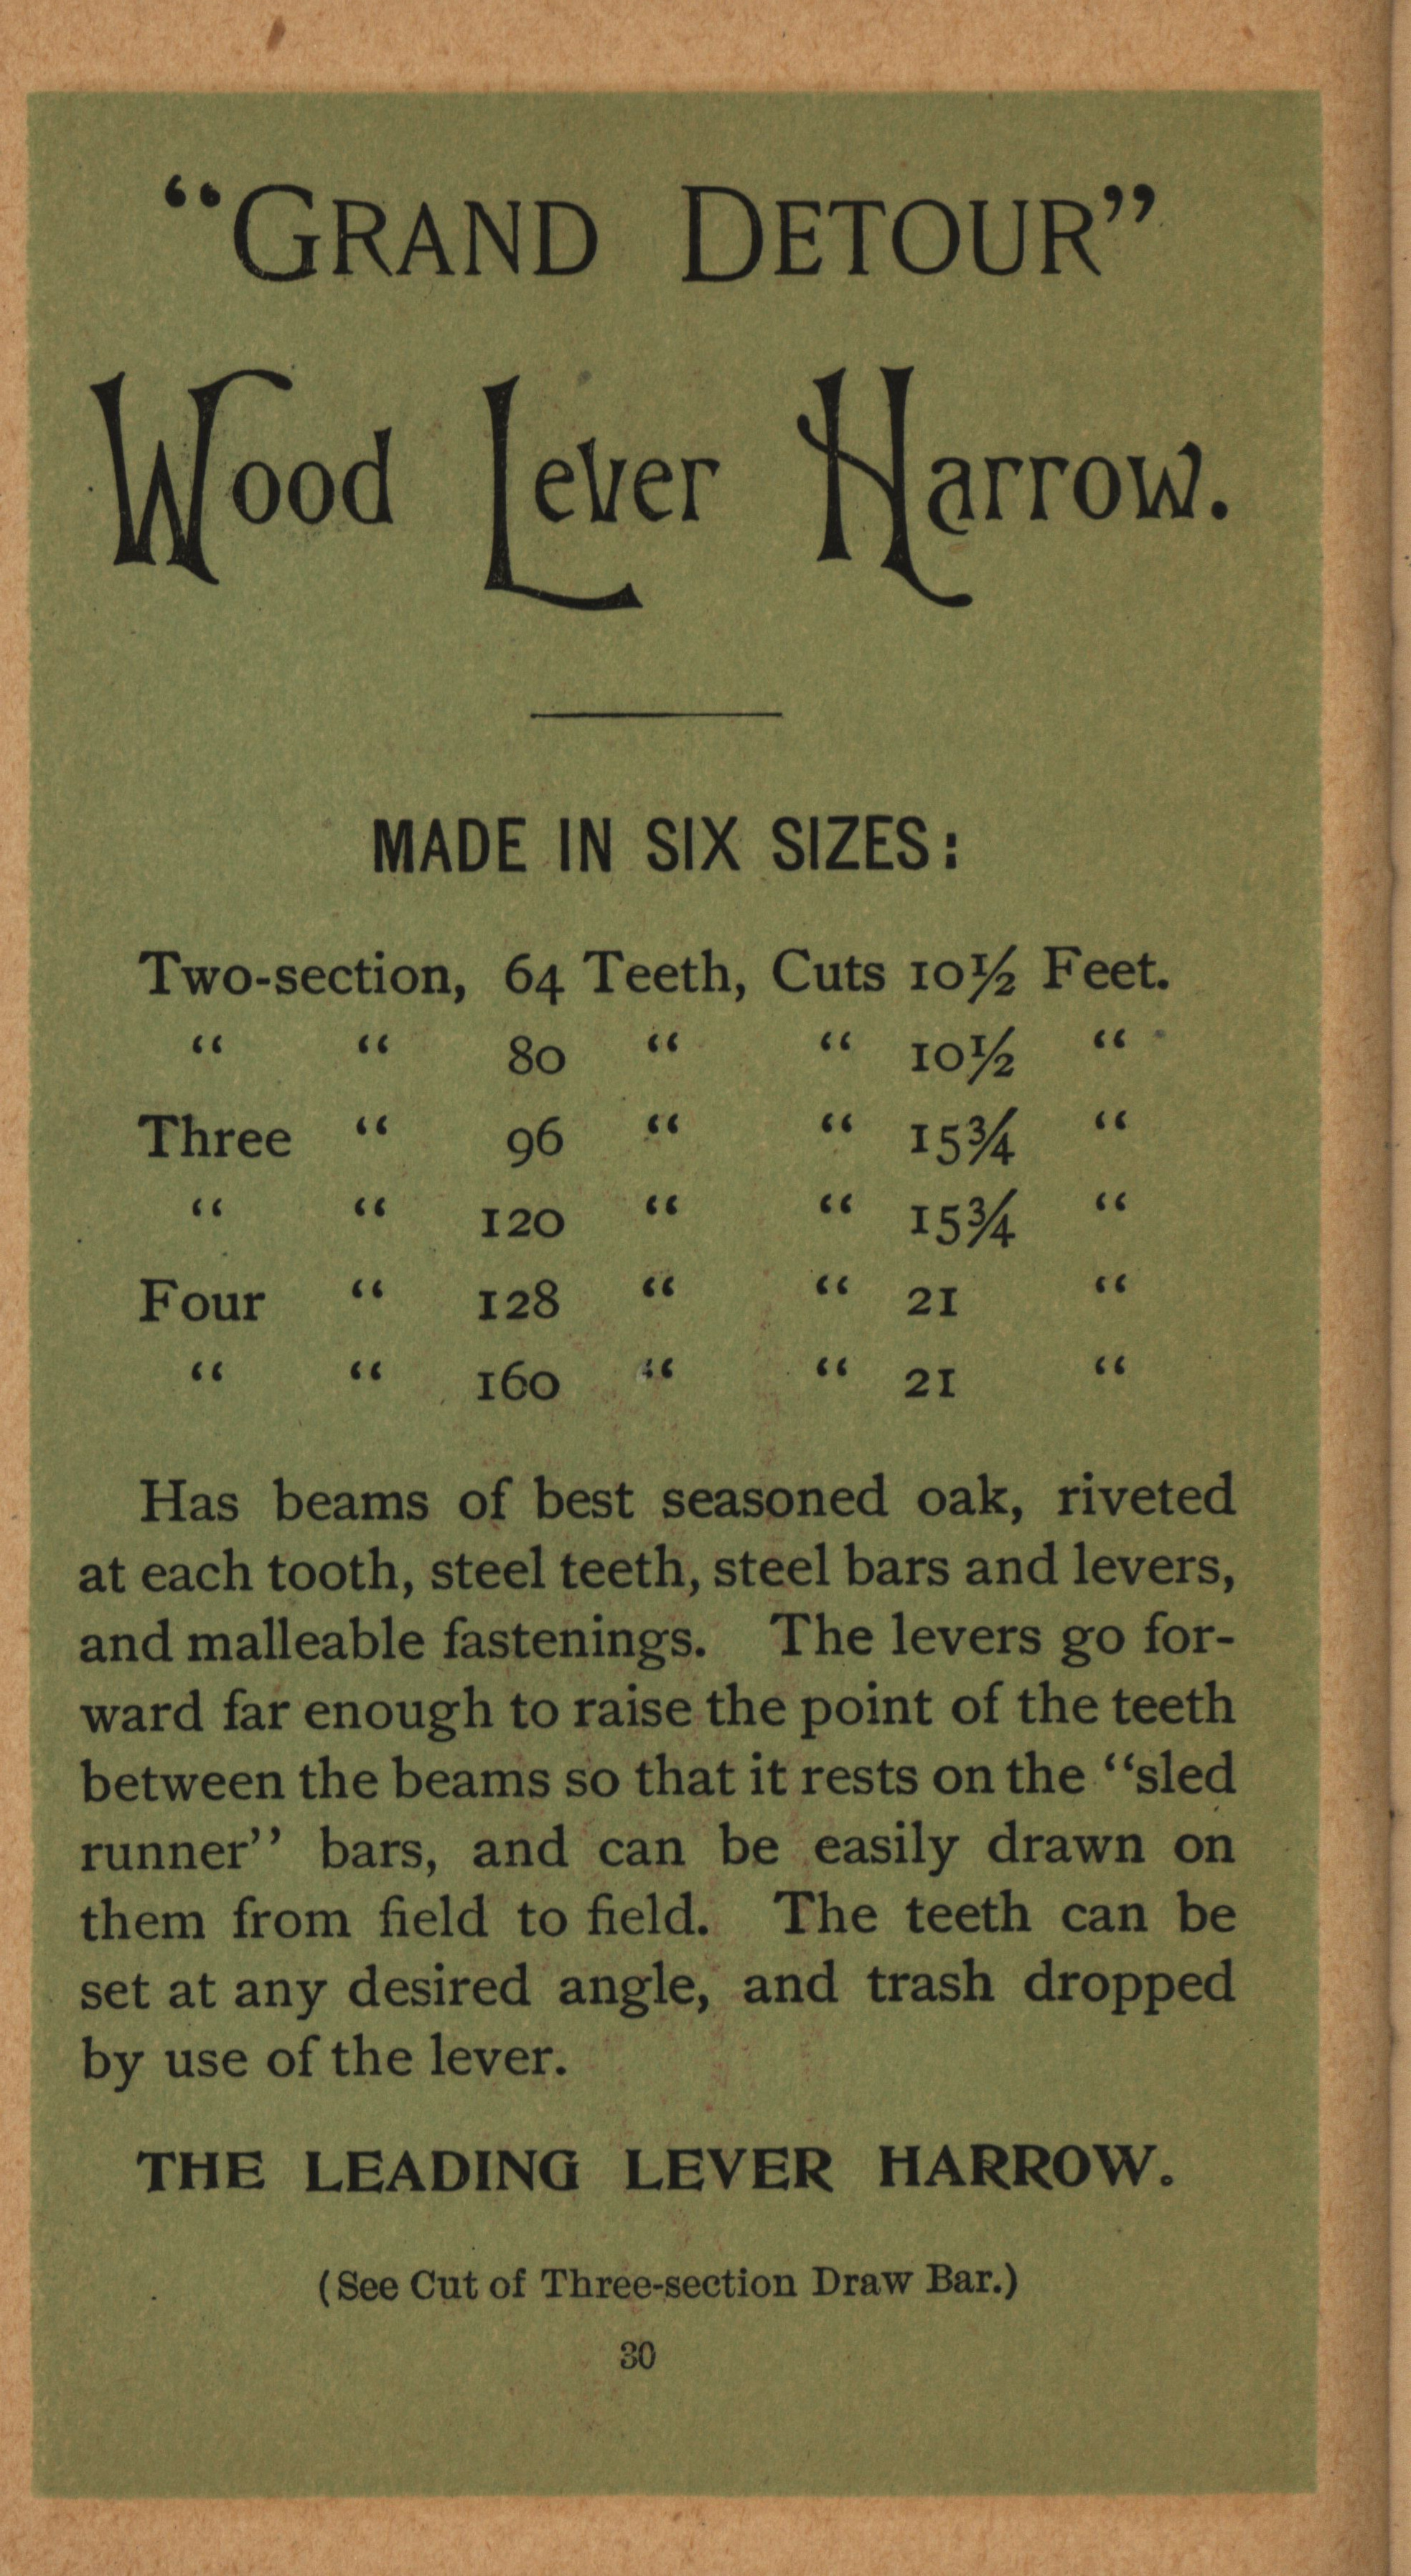 “GRAND DETOUR”
Wood Lever Harrow.
MADE IN SIX SIZES:
Two-section, 64 Teeth, Cuts 10½ Feet.
“ “ 80 “ “ 10½ “
Three “ 96 “ “ 15¾ “
“ “ 120 “ “ 15¾ “
Four “ 128 “ “ 21 “
“ “ 160 “ “ 21 “
Has beams of best seasoned oak, riveted
at each tooth, steel teeth, steel bars and levers,
and malleable fastenings. The levers go for-
ward far enough to raise the point of the teeth
between the beams so that it rests on the “sled
runner” bars, and can be easily drawn on
them from field to field. The teeth can be
set at any desired angle, and trash dropped
by use of the lever.
THE LEADING LEVER HARROW.
(See Cut of Three-section Draw Bar.)
30